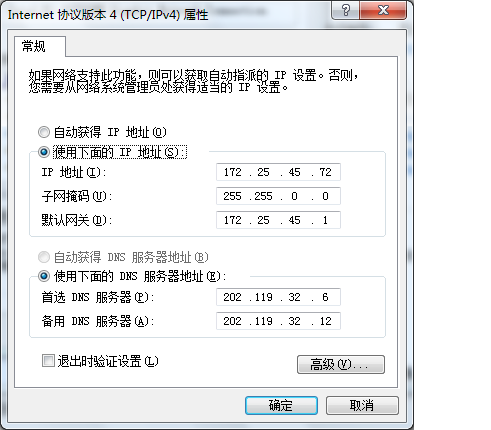 Internet 协议版本 4 (TCP/IPv4) 属性
常规
如果网络支持此功能，则可以获取自动指派的 IP 设置。否则，
您需要从网络系统管理员处获得适当的 IP 设置。
自动获得 IP 地址(O)
使用下面的 IP 地址(S):
IP 地址(I): 172 . 25 . 45 . 72
子网掩码(U): 255 .255 . 0 . 0
默认网关(D): 172 . 25 . 45 . 1
自动获得 DNS 服务器地址(B)
使用下面的 DNS 服务器地址(E):
首选 DNS 服务器(P): 202 .119 . 32 . 6
备用 DNS 服务器(A): 202 .119 . 32 . 12
退出时验证设置(L)
高级(V)...
确定 取消